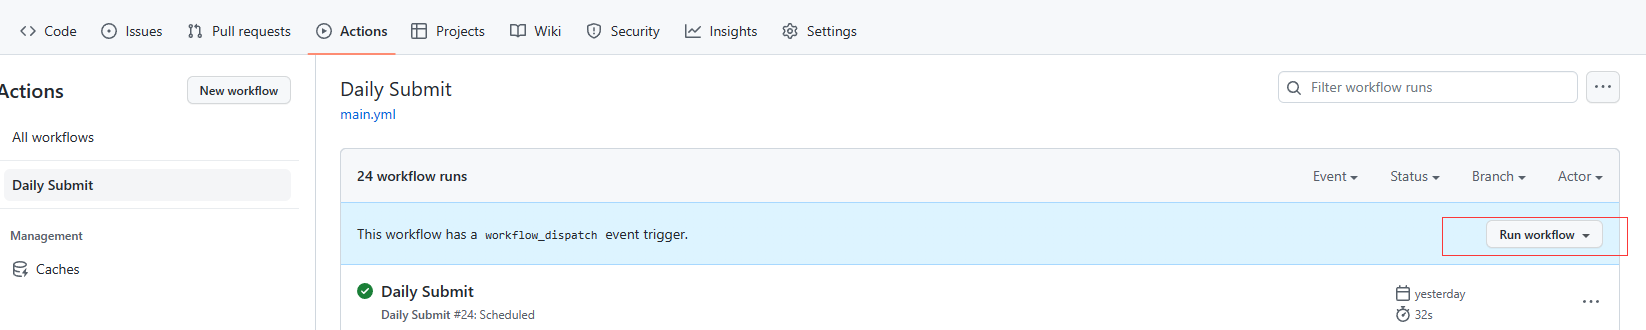 Code Issues Pull requests Actions Projects Wiki Security Insights Settings
Actions New workflow
All workflows
Daily Submit
Management
Caches
Daily Submit
main.yml
Filter workflow runs
24 workflow runs Event Status Branch Actor
This workflow has a workflow_dispatch event trigger. Run workflow
Daily Submit
Daily Submit #24: Scheduled
yesterday
32s